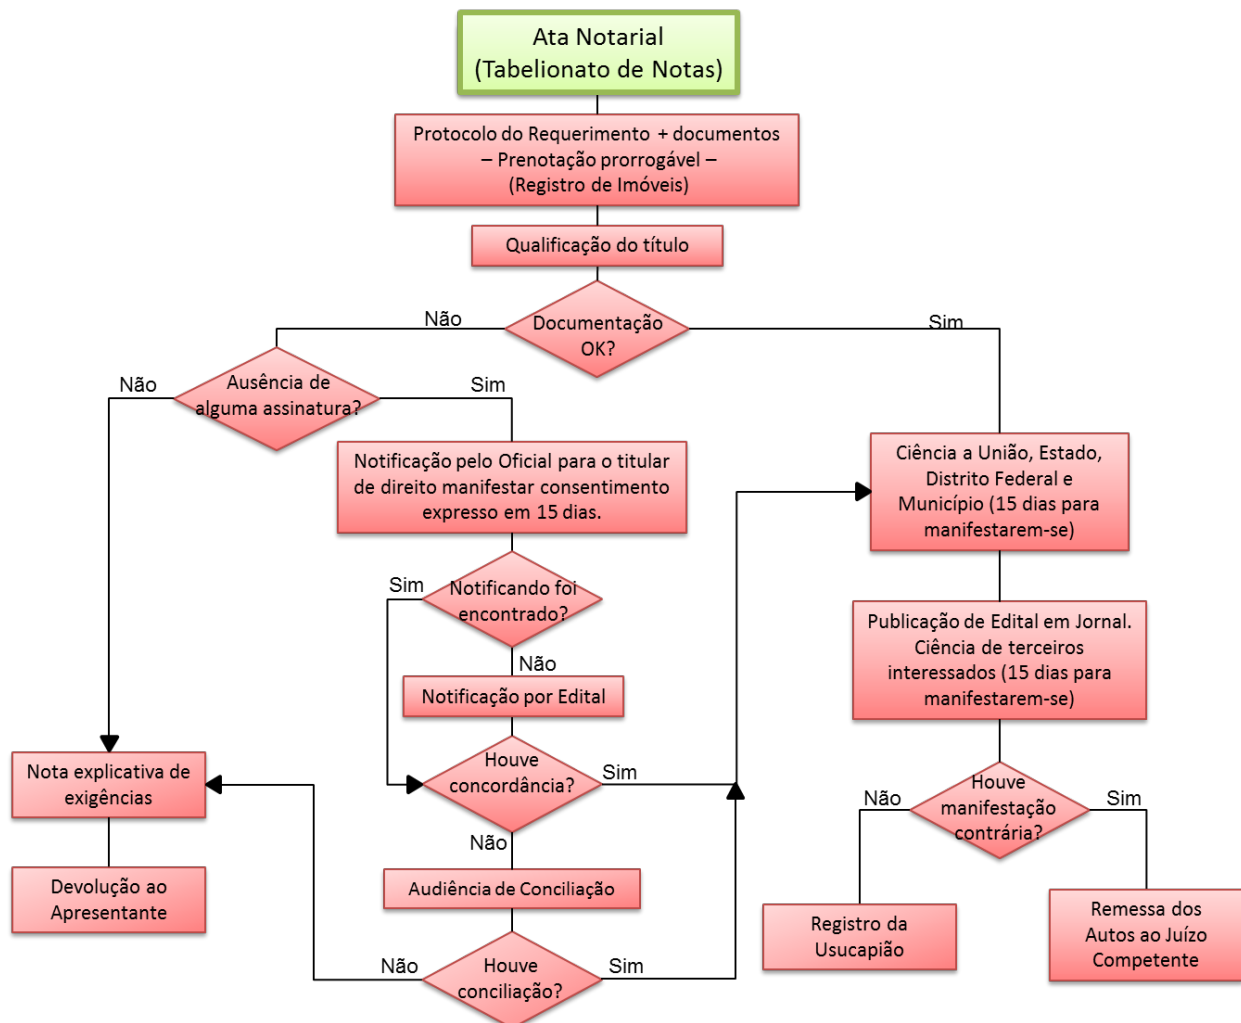 Ata Notarial
(Tabelionato de Notas)
Protocolo do Requerimento + documentos
– Prenotação prorrogável –
(Registro de Imóveis)
Qualificação do título
Documentação
OK?
Não
Sim
Ausência de
alguma assinatura?
Não
Sim
Notificação pelo Oficial para o titular
de direito manifestar consentimento
expresso em 15 dias.
Ciência a União, Estado,
Distrito Federal e
Município (15 dias para
manifestarem-se)
Notificando foi
encontrado?
Sim
Não
Notificação por Edital
Publicação de Edital em Jornal.
Ciência de terceiros
interessados (15 dias para
manifestarem-se)
Houve
concordância?
Sim
Não
Nota explicativa de
exigências
Devolução ao
Apresentante
Audiência de Conciliação
Houve
conciliação?
Não
Sim
Houve
manifestação
contrária?
Não
Sim
Registro da
Usucapião
Remessa dos
Autos ao Juízo
Competente